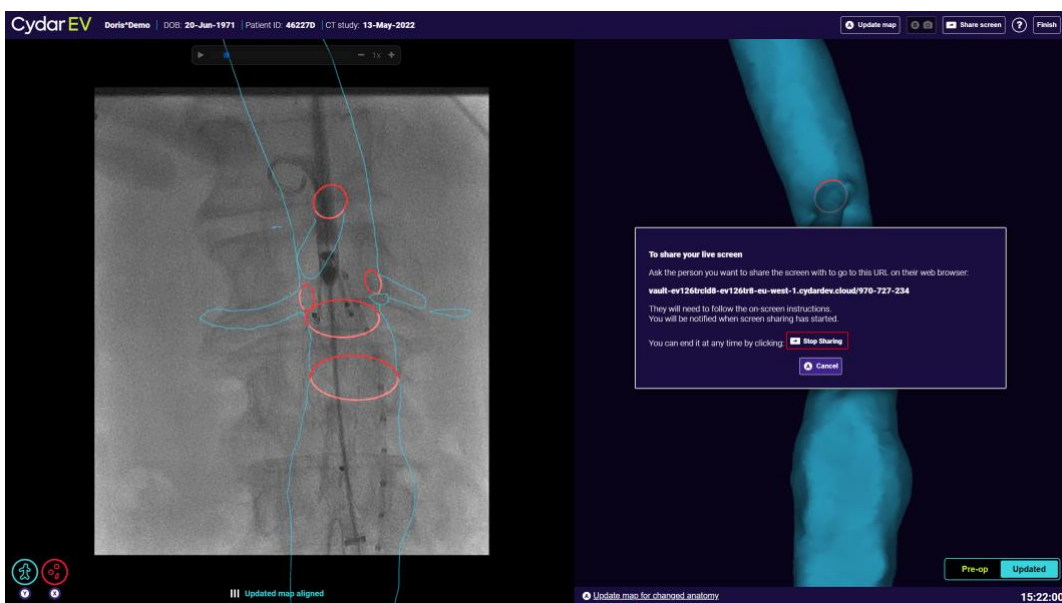 Cydar EV Doris^Demo | DOB: 20-Jun-1971 | Patient ID: 46227D | CT study: 13-May-2022
A Update map
Share screen
?
Finish
1x
To share your live screen
Ask the person you want to share the screen with to go to this URL on their web browser:
vault-ev126trcld8-ev126tr8-eu-west-1.cydardev.cloud/970-727-234
They will need to follow the on-screen instructions.
You will be notified when screen sharing has started.
You can end it at any time by clicking: Stop Sharing
A Cancel
Pre-op Updated
Y X
Updated map aligned
A Update map for changed anatomy
15:22:00